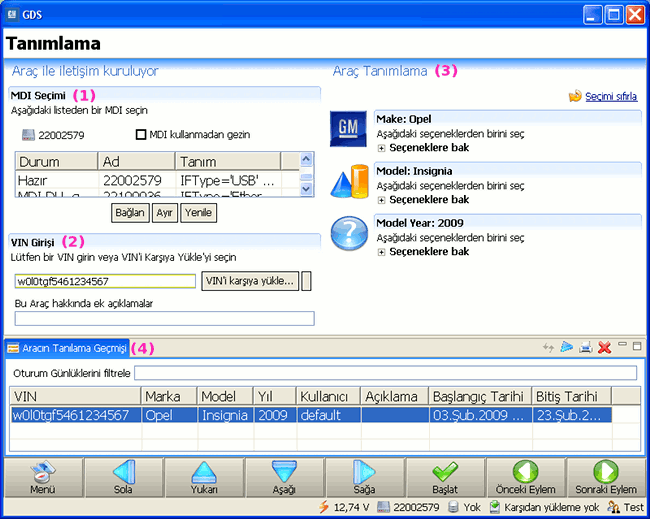 GDS
Tanımlama
Araç ile iletişim kuruluyor
MDI Seçimi (1)
Aşağıdaki listeden bir MDI seçin
22002579 MDI kullanmadan gezin
Durum Ad Tanım
Hazır 22002579 IFType='USB' ...
Bağlan Ayır Yenile
VIN Girişi (2)
Lütfen bir VIN girin veya VIN'i Karşıya Yükle'yi seçin
w0l0tgf5461234567 VIN'i karşıya yükle...
Bu Araç hakkında ek açıklamalar
Araç Tanımlama (3)
Seçimi sıfırla
GM
Make: Opel
Aşağıdaki seçeneklerden birini seç
Seçeneklere bak
Model: Insignia
Aşağıdaki seçeneklerden birini seç
Seçeneklere bak
Model Year: 2009
Aşağıdaki seçeneklerden birini seç
Seçeneklere bak
Aracın Tanılama Geçmişi (4)
Oturum Günlüklerini filtrele
VIN Marka Model Yıl Kullanıcı Açıklama Başlangıç Tarihi Bitiş Tarihi
w0l0tgf5461234567 Opel Insignia 2009 default 03.Şub.2009 ... 23.Şub.2...
Menü Sola Yukarı Aşağı Sağa Başlat Önceki Eylem Sonraki Eylem
12,74 V 22002579 Yok Karşıdan yükleme yok Test